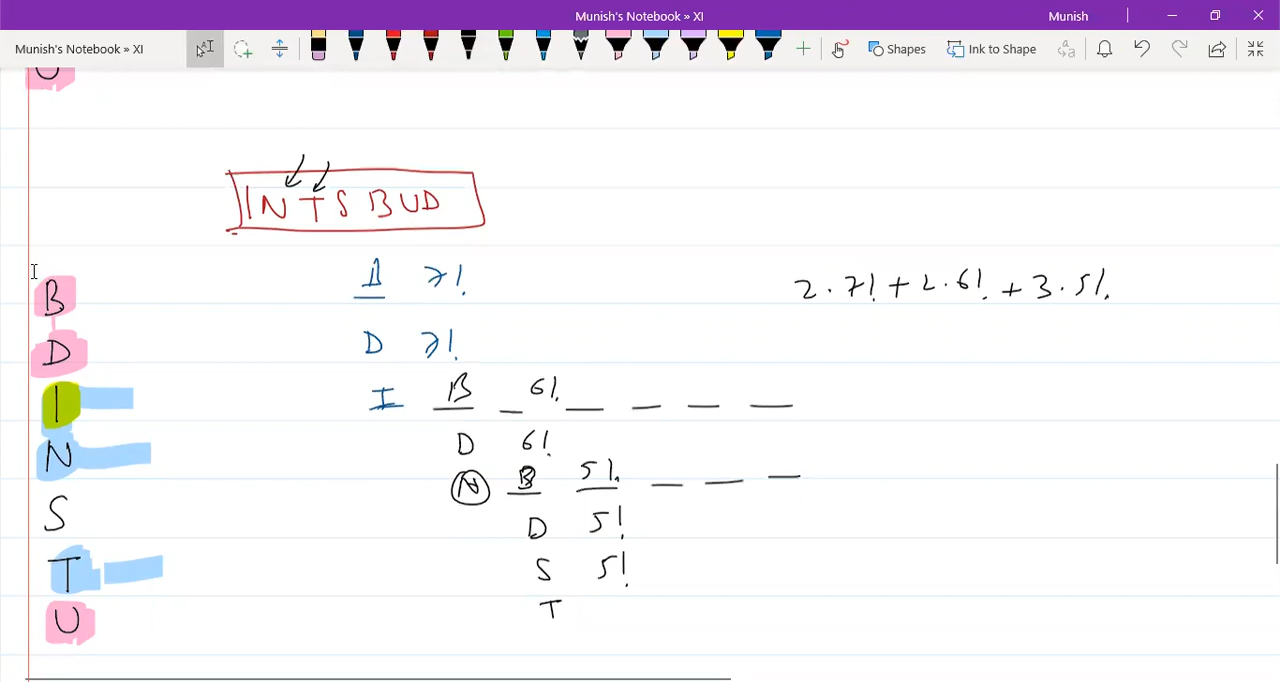 Munish's Notebook » XI
Munish
Munish's Notebook » XI
Shapes
Ink to Shape
U
INTSBUD
B 7!
2·7! + 2·6! + 3·5!
B
D 7!
D
I B 6!
I
D 6!
N
N B 5!
D 5!
S
S 5!
T
T
U